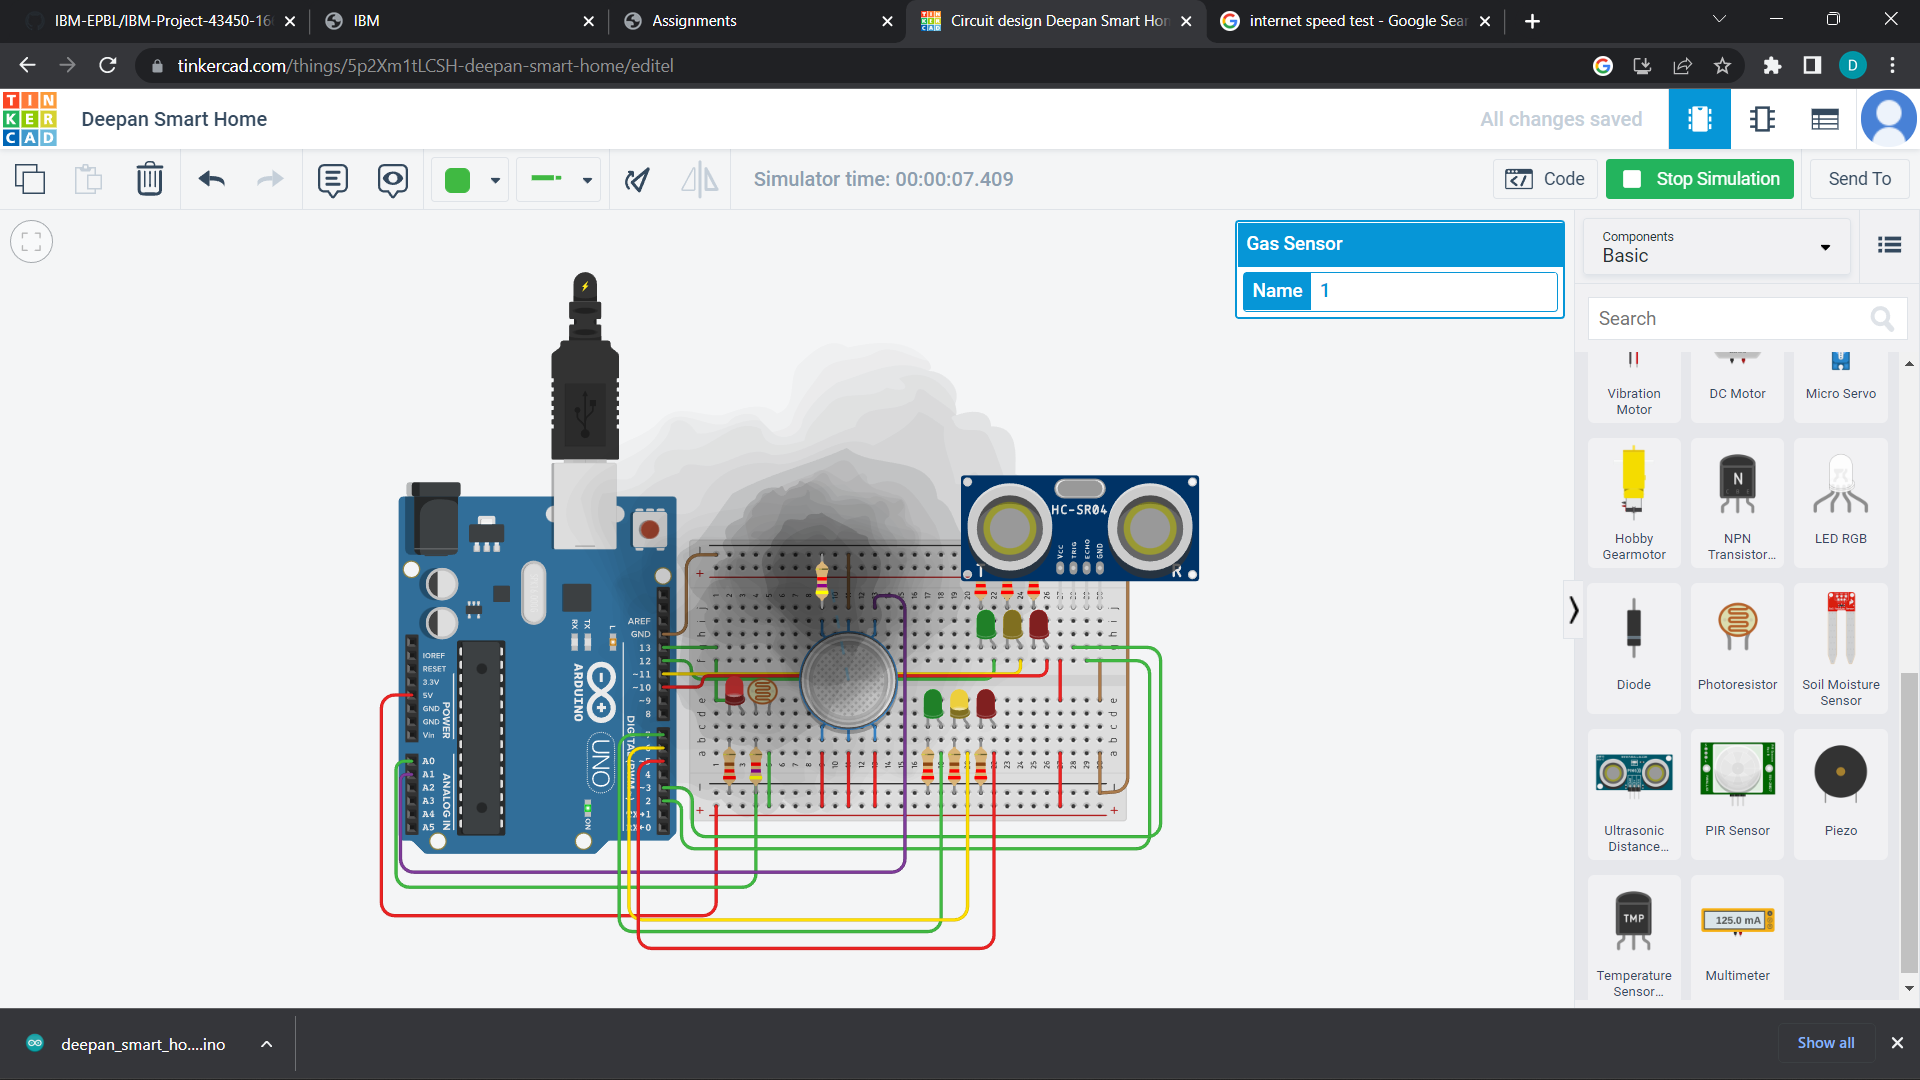 IBM-EPBL/IBM-Project-43450-16
IBM
Assignments
Circuit design Deepan Smart Hon
internet speed test - Google Sear
tinkercad.com/things/5p2Xm1tLCSH-deepan-smart-home/editel
D
TIN
KER
CAD
Deepan Smart Home
All changes saved
Simulator time: 00:00:07.409
Code
Stop Simulation
Send To
Gas Sensor
Name 1
Components
Basic
Search
Vibration
Motor
DC Motor
Micro Servo
Hobby
Gearmotor
N
NPN
Transistor...
LED RGB
Diode
Photoresistor
Soil Moisture
Sensor
Ultrasonic
Distance...
PIR Sensor
Piezo
TMP
Temperature
Sensor...
125.0 mA
Multimeter
HC-SR04
VCC
TRIG
ECHO
GND
T
R
AREF
GND
13
12
~11
~10
~9
8
4
~3
2
TX→1
RX←0
IOREF
RESET
3.3V
5V
GND
GND
Vin
POWER
A0
A1
A2
A3
A4
A5
ANALOG IN
RX
TX
L
ARDUINO
UNO
ON
deepan_smart_ho....ino
Show all